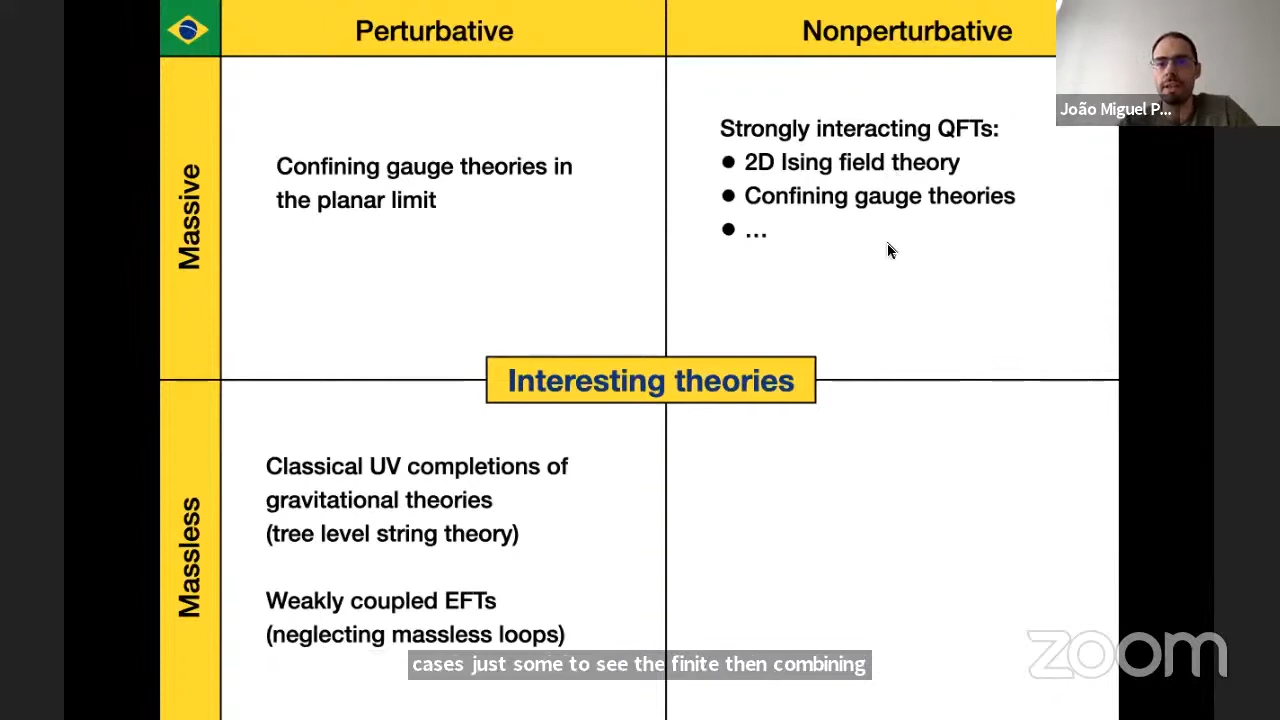 Perturbative
Nonperturbative
João Miguel P...
Massive
Confining gauge theories in
the planar limit
Strongly interacting QFTs:
● 2D Ising field theory
● Confining gauge theories
● ...
Interesting theories
Massless
Classical UV completions of
gravitational theories
(tree level string theory)
Weakly coupled EFTs
(neglecting massless loops)
cases just some to see the finite then combining
zoom